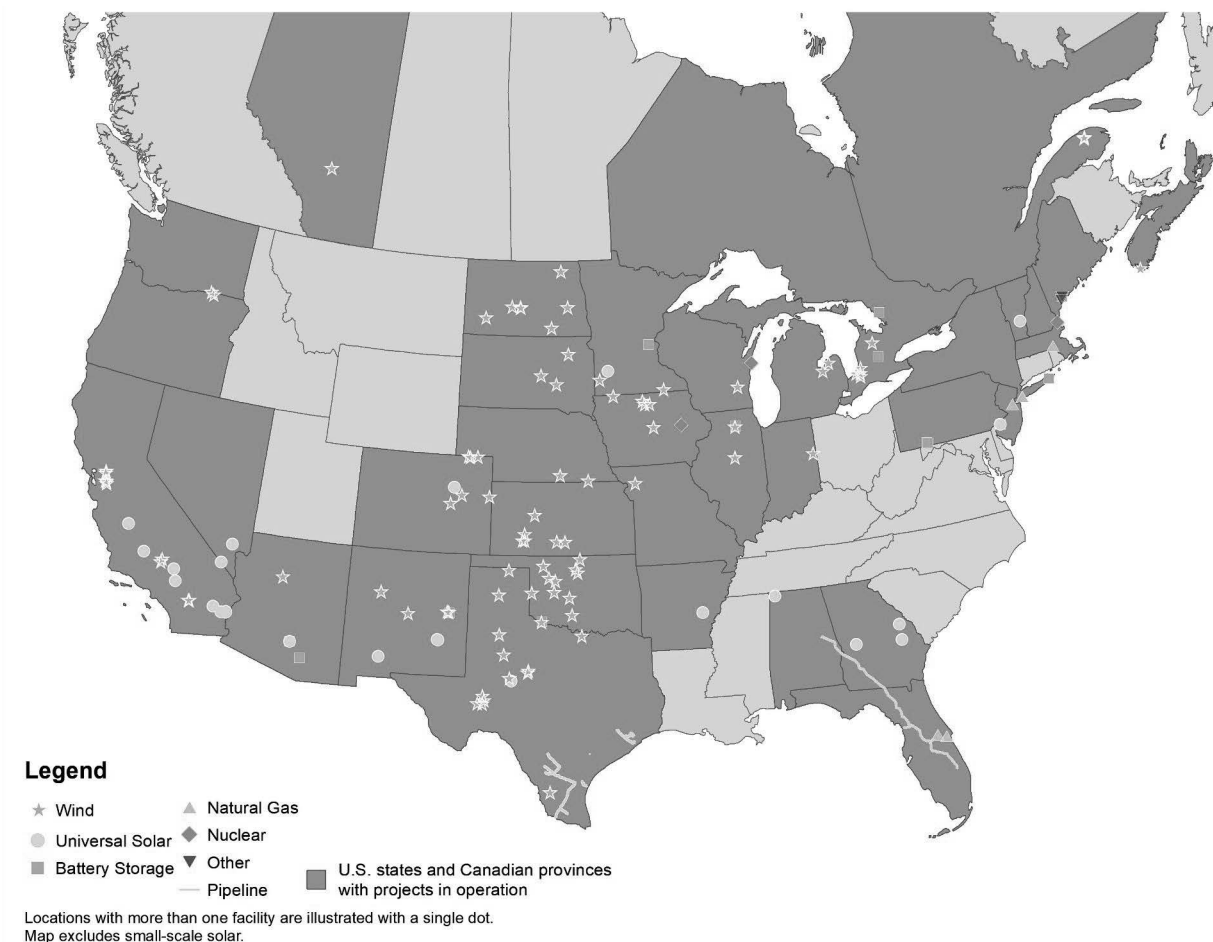 Legend
Wind
Universal Solar
Battery Storage
Natural Gas
Nuclear
Other
Pipeline
U.S. states and Canadian provinces
with projects in operation
Locations with more than one facility are illustrated with a single dot.
Map excludes small-scale solar.